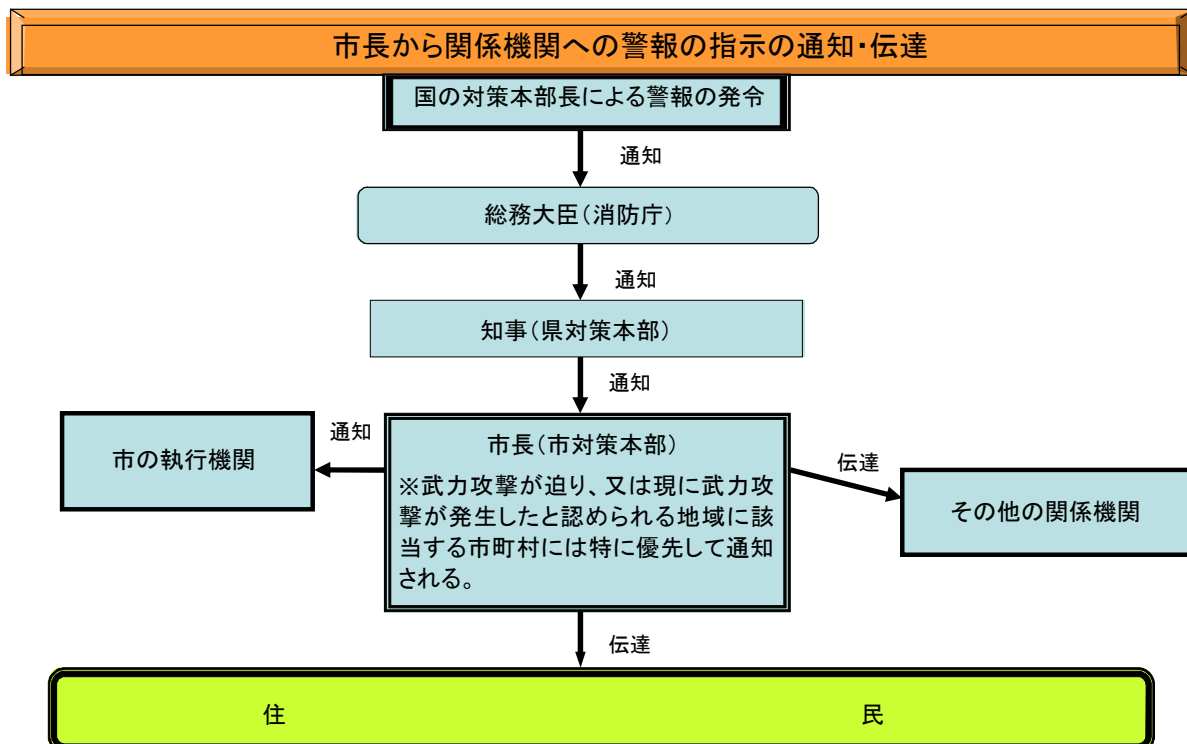 市長から関係機関への警報の指示の通知・伝達
国の対策本部長による警報の発令
通知
総務大臣（消防庁）
通知
知事（県対策本部）
通知
市の執行機関
通知
市長（市対策本部）
※武力攻撃が迫り、又は現に武力攻
撃が発生したと認められる地域に該
当する市町村には特に優先して通知
される。
伝達
その他の関係機関
伝達
住　　　民